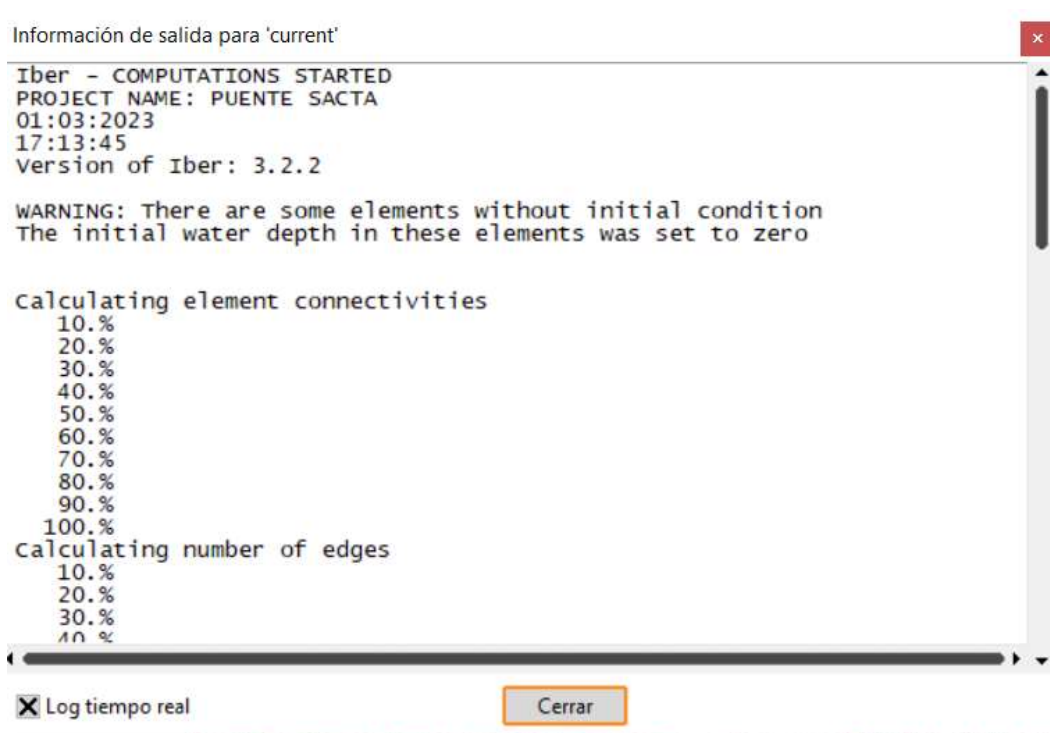 Información de salida para 'current'
Iber - COMPUTATIONS STARTED
PROJECT NAME: PUENTE SACTA
01:03:2023
17:13:45
Version of Iber: 3.2.2
WARNING: There are some elements without initial condition
The initial water depth in these elements was set to zero
Calculating element connectivities
10.%
20.%
30.%
40.%
50.%
60.%
70.%
80.%
90.%
100.%
Calculating number of edges
10.%
20.%
30.%
40.%
Log tiempo real
Cerrar